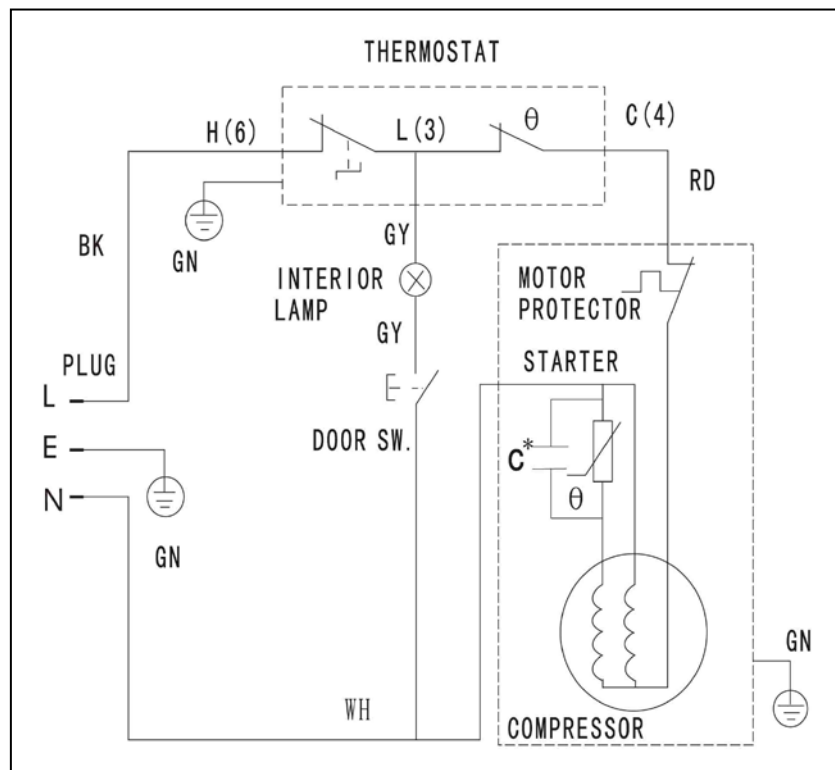 THERMOSTAT
H(6)
L(3)
θ
C(4)
RD
GN
BK
GY
INTERIOR
LAMP
GY
MOTOR
PROTECTOR
PLUG
STARTER
L
DOOR SW.
C*
E
θ
N
GN
GN
WH
COMPRESSOR